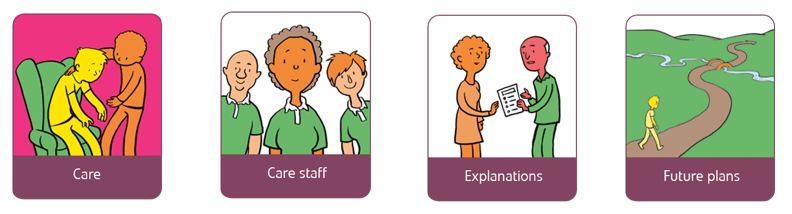 Care
Care staff
Explanations
Future plans